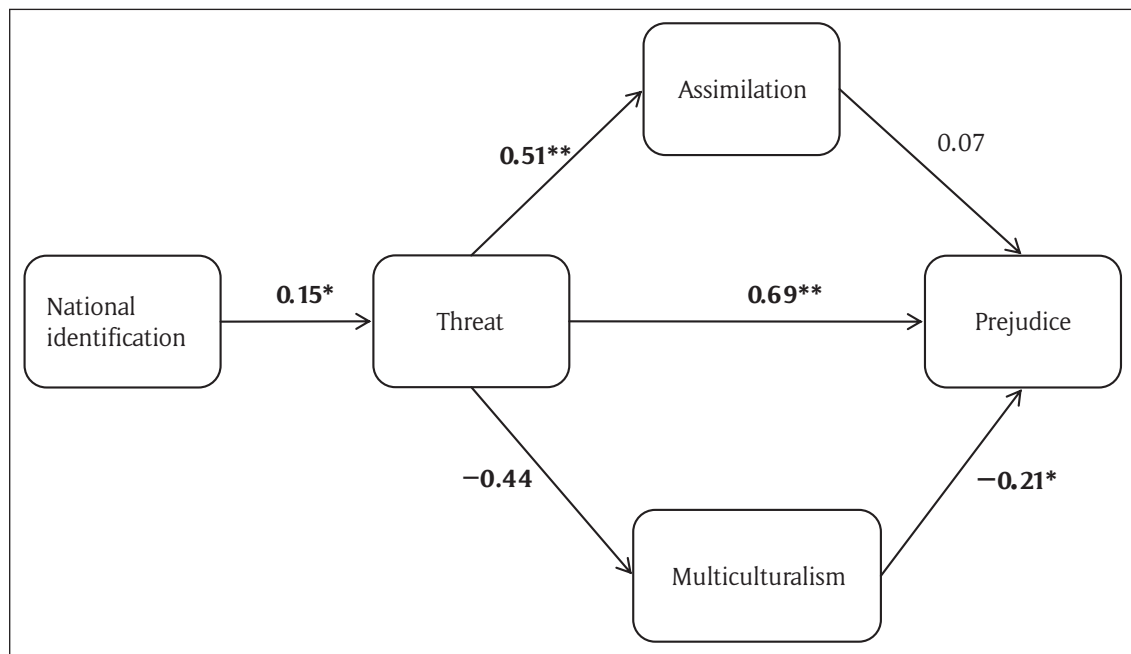 Assimilation
0.51**
0.07
National
identification
0.15*
Threat
0.69**
Prejudice
−0.44
−0.21*
Multiculturalism